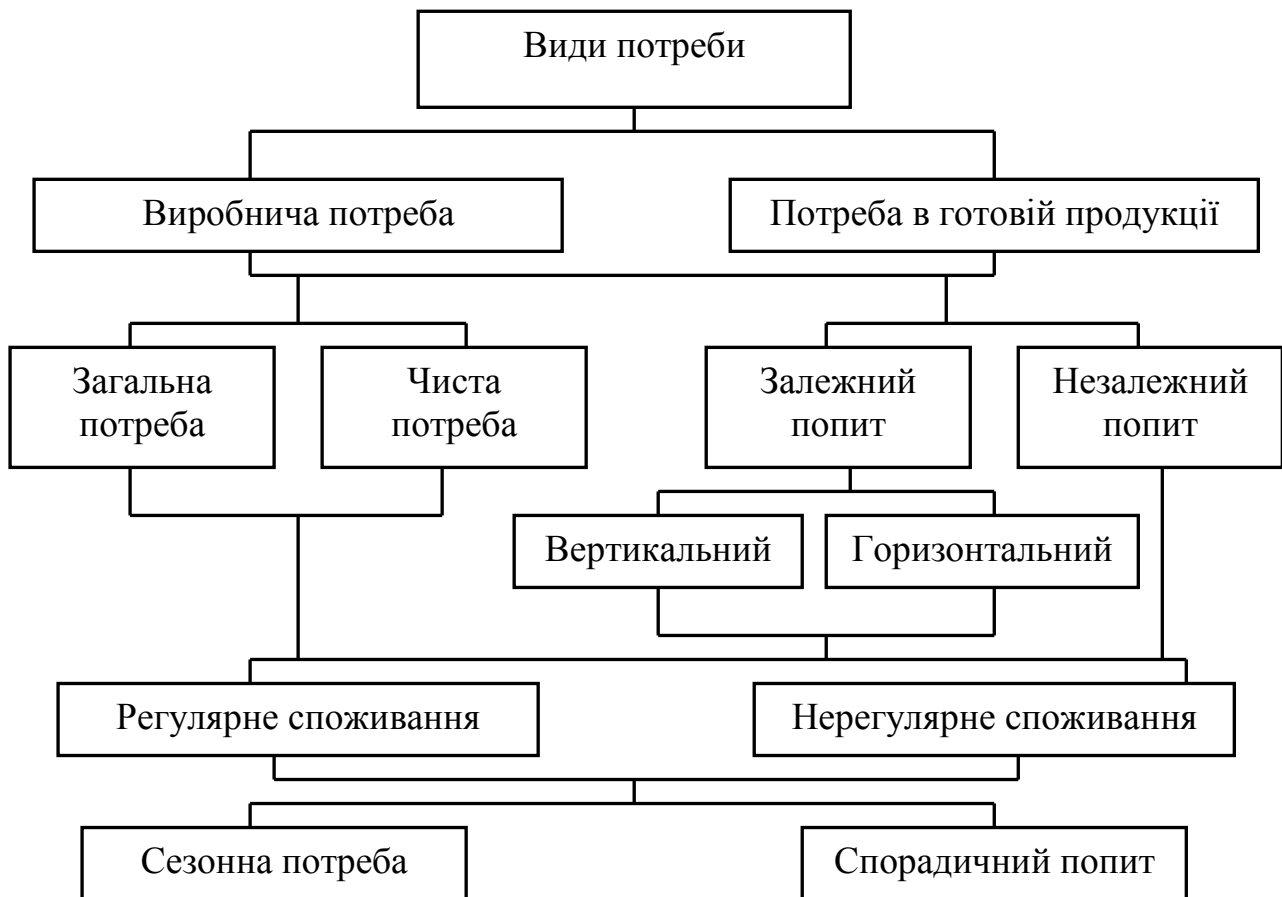 Види потреби
Виробнича потреба
Потреба в готовій продукції
Загальна
потреба
Чиста
потреба
Залежний
попит
Незалежний
попит
Вертикальний
Горизонтальний
Регулярне споживання
Нерегулярне споживання
Сезонна потреба
Спорадичний попит